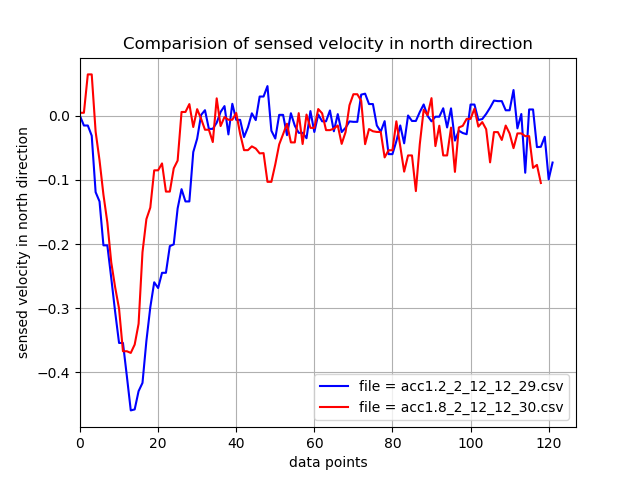 Comparision of sensed velocity in north direction
sensed velocity in north direction
0.0
−0.1
−0.2
−0.3
−0.4
file = acc1.2_2_12_12_29.csv
file = acc1.8_2_12_12_30.csv
0 20 40 60 80 100 120
data points